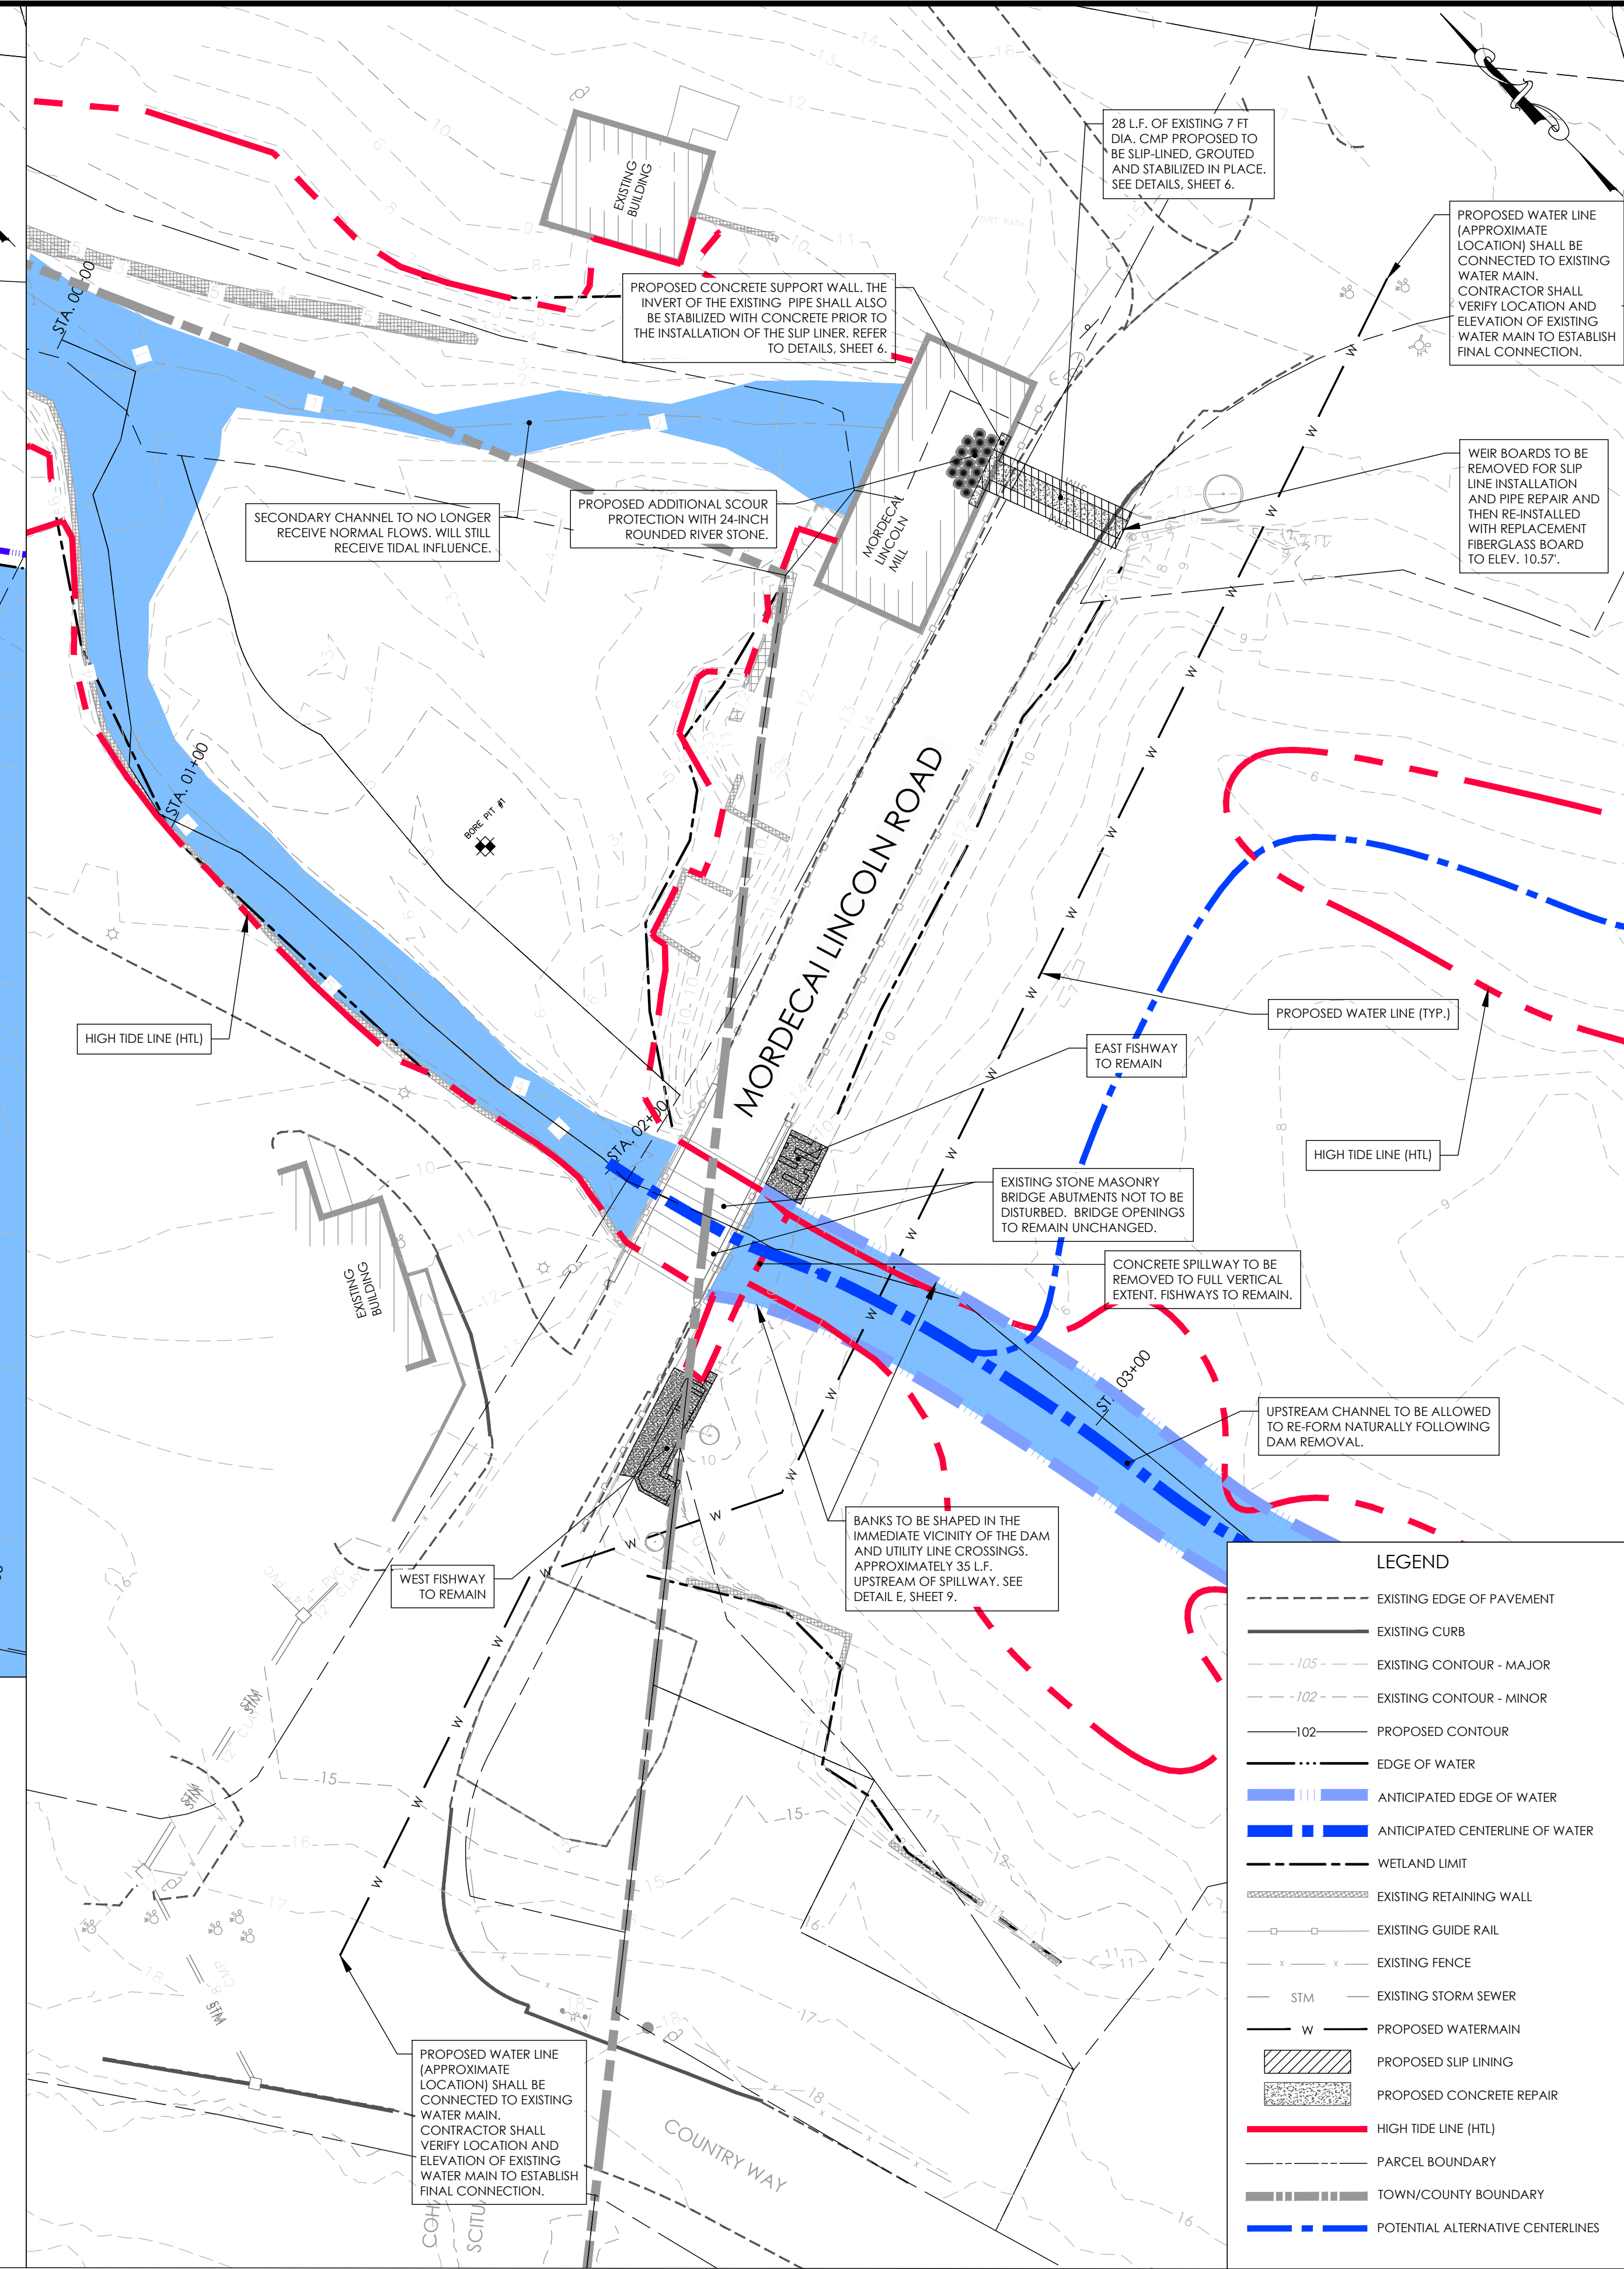 28 L.F. OF EXISTING 7 FT
DIA. CMP PROPOSED TO
BE SLIP-LINED, GROUTED
AND STABILIZED IN PLACE.
SEE DETAILS, SHEET 6.
PROPOSED WATER LINE
(APPROXIMATE
LOCATION) SHALL BE
CONNECTED TO EXISTING
WATER MAIN.
CONTRACTOR SHALL
VERIFY LOCATION AND
ELEVATION OF EXISTING
WATER MAIN TO ESTABLISH
FINAL CONNECTION.
EXISTING
BUILDING
DIRT PATH
PROPOSED CONCRETE SUPPORT WALL. THE
INVERT OF THE EXISTING PIPE SHALL ALSO
BE STABILIZED WITH CONCRETE PRIOR TO
THE INSTALLATION OF THE SLIP LINER. REFER
TO DETAILS, SHEET 6.
STA. 00+00
WEIR BOARDS TO BE
REMOVED FOR SLIP
LINE INSTALLATION
AND PIPE REPAIR AND
THEN RE-INSTALLED
WITH REPLACEMENT
FIBERGLASS BOARD
TO ELEV. 10.57'.
SECONDARY CHANNEL TO NO LONGER
RECEIVE NORMAL FLOWS. WILL STILL
RECEIVE TIDAL INFLUENCE.
PROPOSED ADDITIONAL SCOUR
PROTECTION WITH 24-INCH
ROUNDED RIVER STONE.
MORDECAL
LINCOLN
MILL
STA. 01+00
BORE PIT #1
MORDECAI LINCOLN ROAD
HIGH TIDE LINE (HTL)
PROPOSED WATER LINE (TYP.)
EAST FISHWAY
TO REMAIN
HIGH TIDE LINE (HTL)
STA. 02+00
EXISTING STONE MASONRY
BRIDGE ABUTMENTS NOT TO BE
DISTURBED. BRIDGE OPENINGS
TO REMAIN UNCHANGED.
CONCRETE SPILLWAY TO BE
REMOVED TO FULL VERTICAL
EXTENT. FISHWAYS TO REMAIN.
EXISTING
BUILDING
03+00
UPSTREAM CHANNEL TO BE ALLOWED
TO RE-FORM NATURALLY FOLLOWING
DAM REMOVAL.
BANKS TO BE SHAPED IN THE
IMMEDIATE VICINITY OF THE DAM
AND UTILITY LINE CROSSINGS.
APPROXIMATELY 35 L.F.
UPSTREAM OF SPILLWAY. SEE
DETAIL E, SHEET 9.
WEST FISHWAY
TO REMAIN
STM
STM
STM
PROPOSED WATER LINE
(APPROXIMATE
LOCATION) SHALL BE
CONNECTED TO EXISTING
WATER MAIN.
CONTRACTOR SHALL
VERIFY LOCATION AND
ELEVATION OF EXISTING
WATER MAIN TO ESTABLISH
FINAL CONNECTION.
COUNTRY WAY
COH
SCITU
LEGEND
EXISTING EDGE OF PAVEMENT
EXISTING CURB
105 EXISTING CONTOUR - MAJOR
102 EXISTING CONTOUR - MINOR
102 PROPOSED CONTOUR
EDGE OF WATER
ANTICIPATED EDGE OF WATER
ANTICIPATED CENTERLINE OF WATER
WETLAND LIMIT
EXISTING RETAINING WALL
EXISTING GUIDE RAIL
x x EXISTING FENCE
STM EXISTING STORM SEWER
W PROPOSED WATERMAIN
PROPOSED SLIP LINING
PROPOSED CONCRETE REPAIR
HIGH TIDE LINE (HTL)
PARCEL BOUNDARY
TOWN/COUNTY BOUNDARY
POTENTIAL ALTERNATIVE CENTERLINES